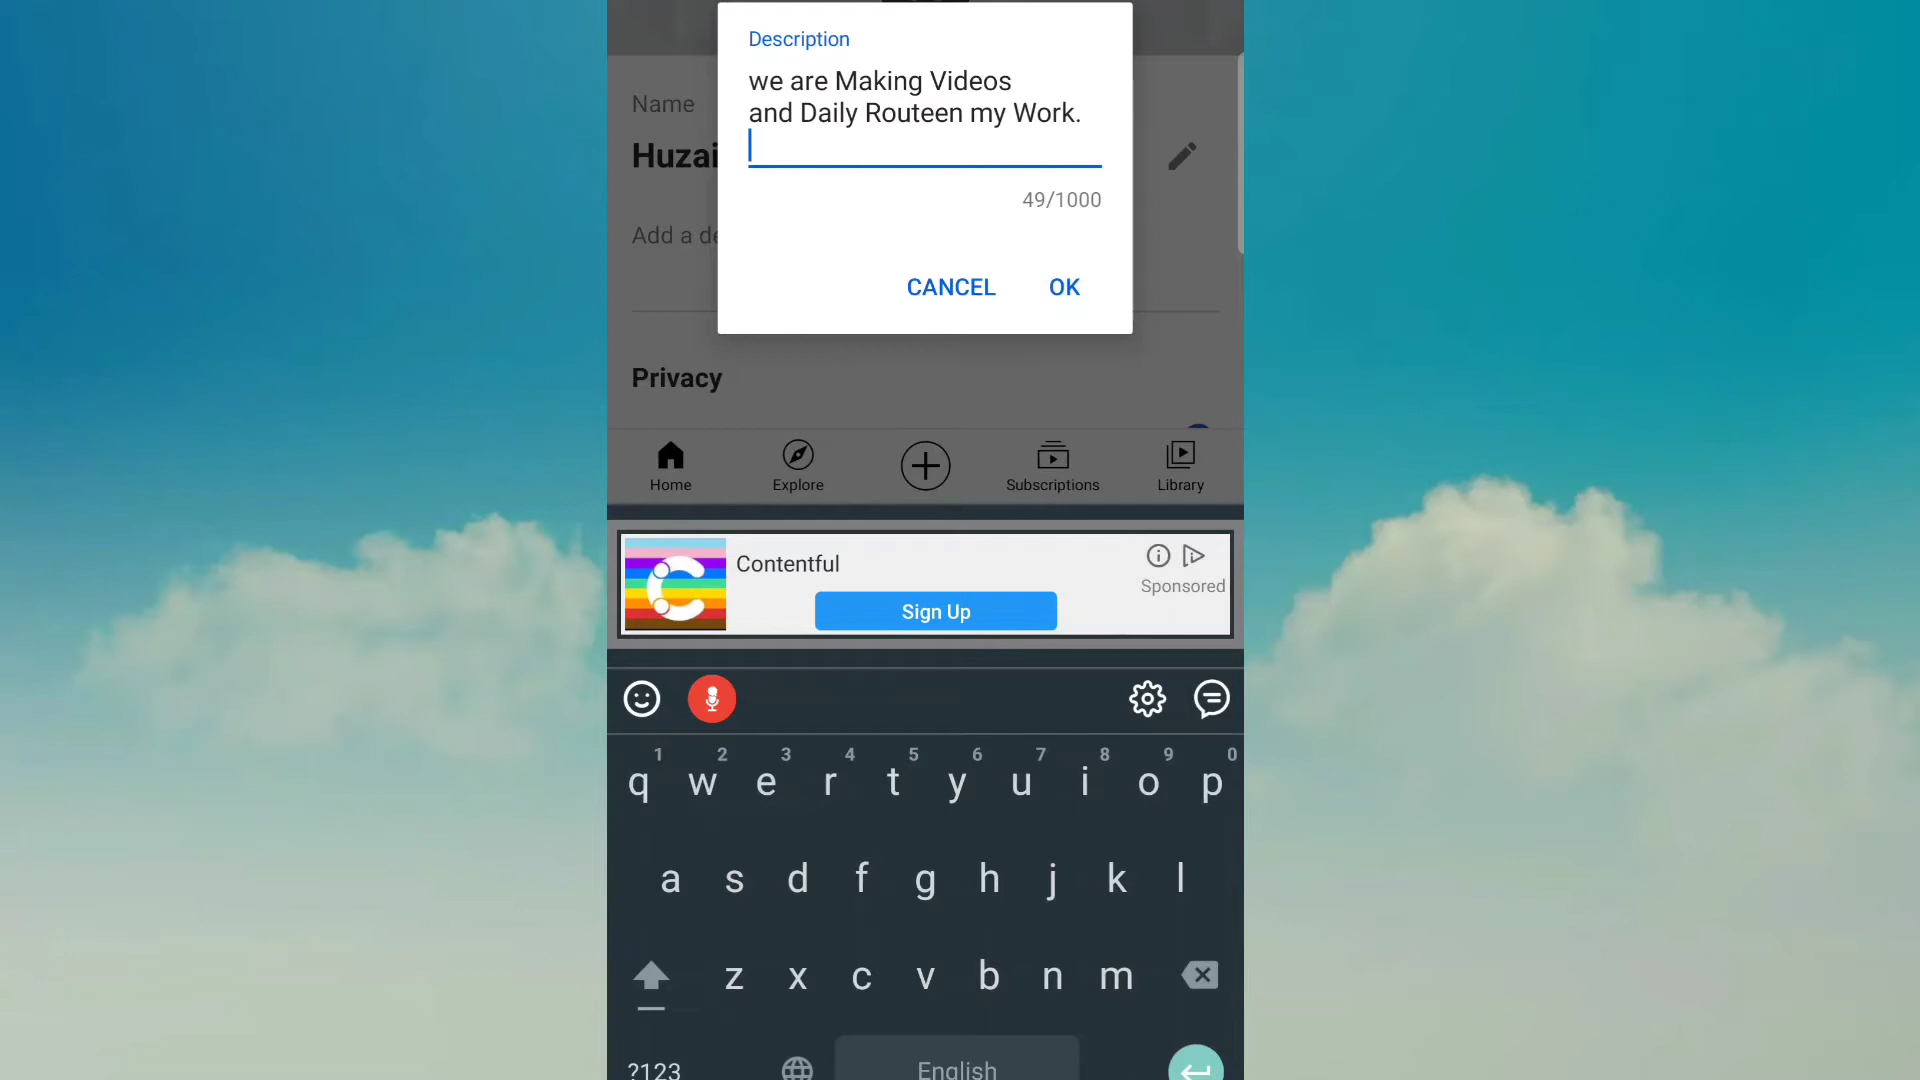 Description
we are Making Videos
and Daily Routeen my Work.
Name
Huzai
49/1000
Add a de
CANCEL OK
Privacy
Home Explore Subscriptions Library
Contentful
Sponsored
Sign Up
1 2 3 4 5 6 7 8 9 0
q w e r t y u i o p
a s d f g h j k l
z x c v b n m
?123 English